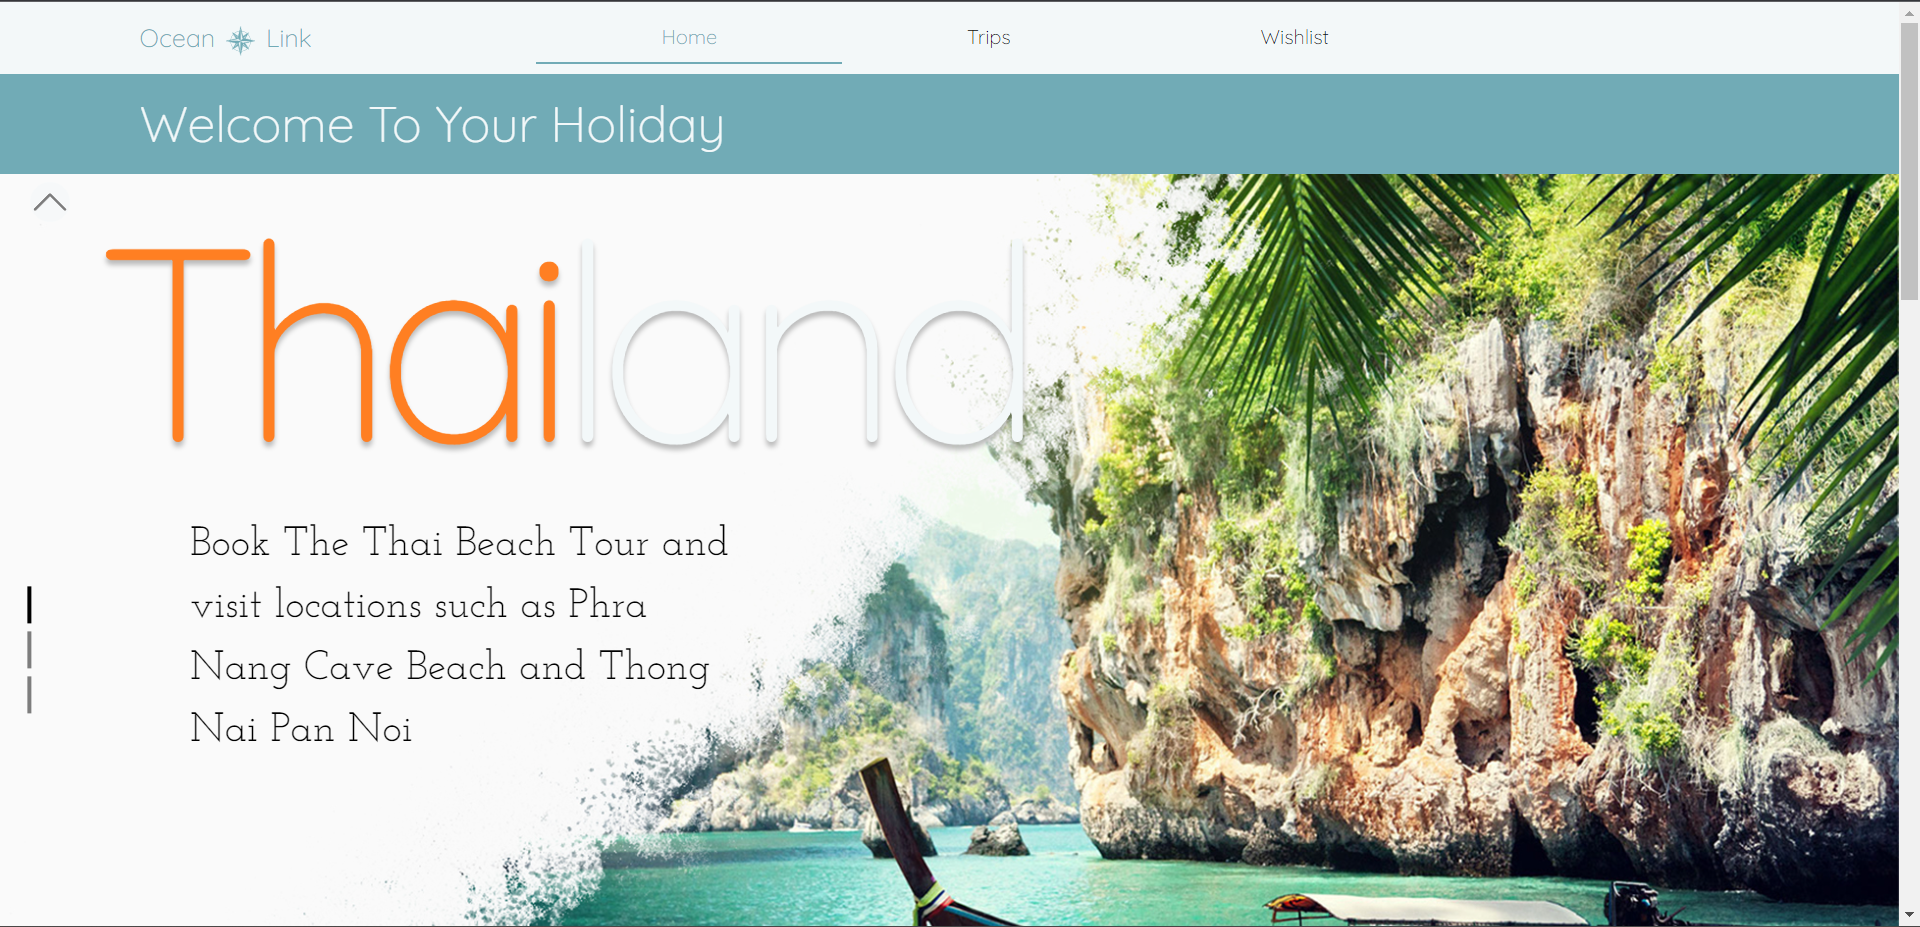 Ocean Link
Home
Trips
Wishlist
Welcome To Your Holiday
Thailand
Book The Thai Beach Tour and
visit locations such as Phra
Nang Cave Beach and Thong
Nai Pan Noi